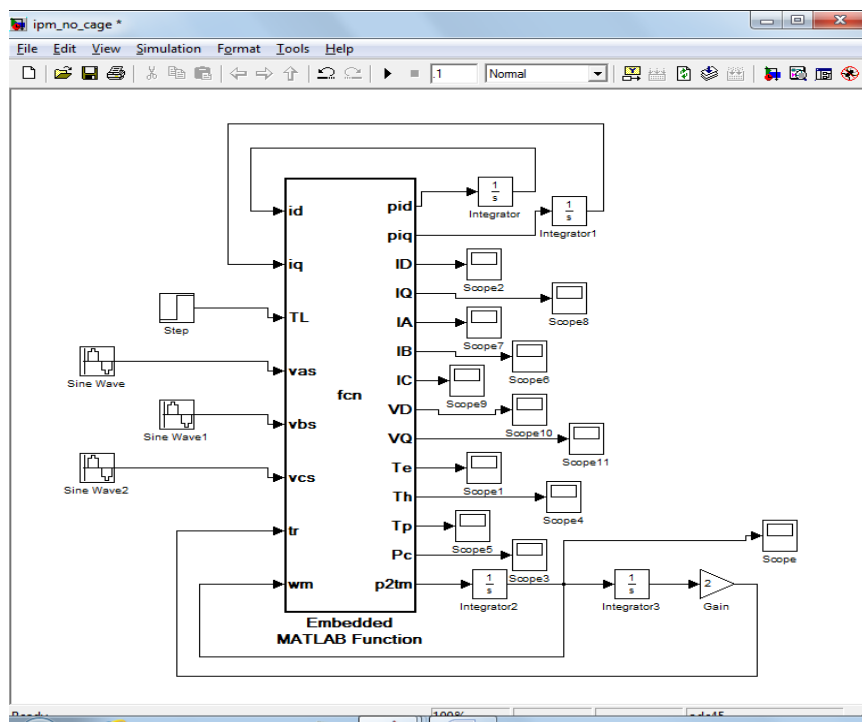 ipm_no_cage *
File Edit View Simulation Format Tools Help
.1 Normal
id
iq
TL
vas
vbs
vcs
tr
wm
fcn
pid
piq
ID
IQ
IA
IB
IC
VD
VQ
Te
Th
Tp
Pc
p2tm
Embedded
MATLAB Function
Step
Sine Wave
Sine Wave1
Sine Wave2
1
s
Integrator
1
s
Integrator1
Scope2
Scope8
Scope7
Scope6
Scope9
Scope10
Scope11
Scope1
Scope4
Scope5
Scope3
Scope
1
s
Integrator2
1
s
Integrator3
2
Gain
Ready 100% ode45